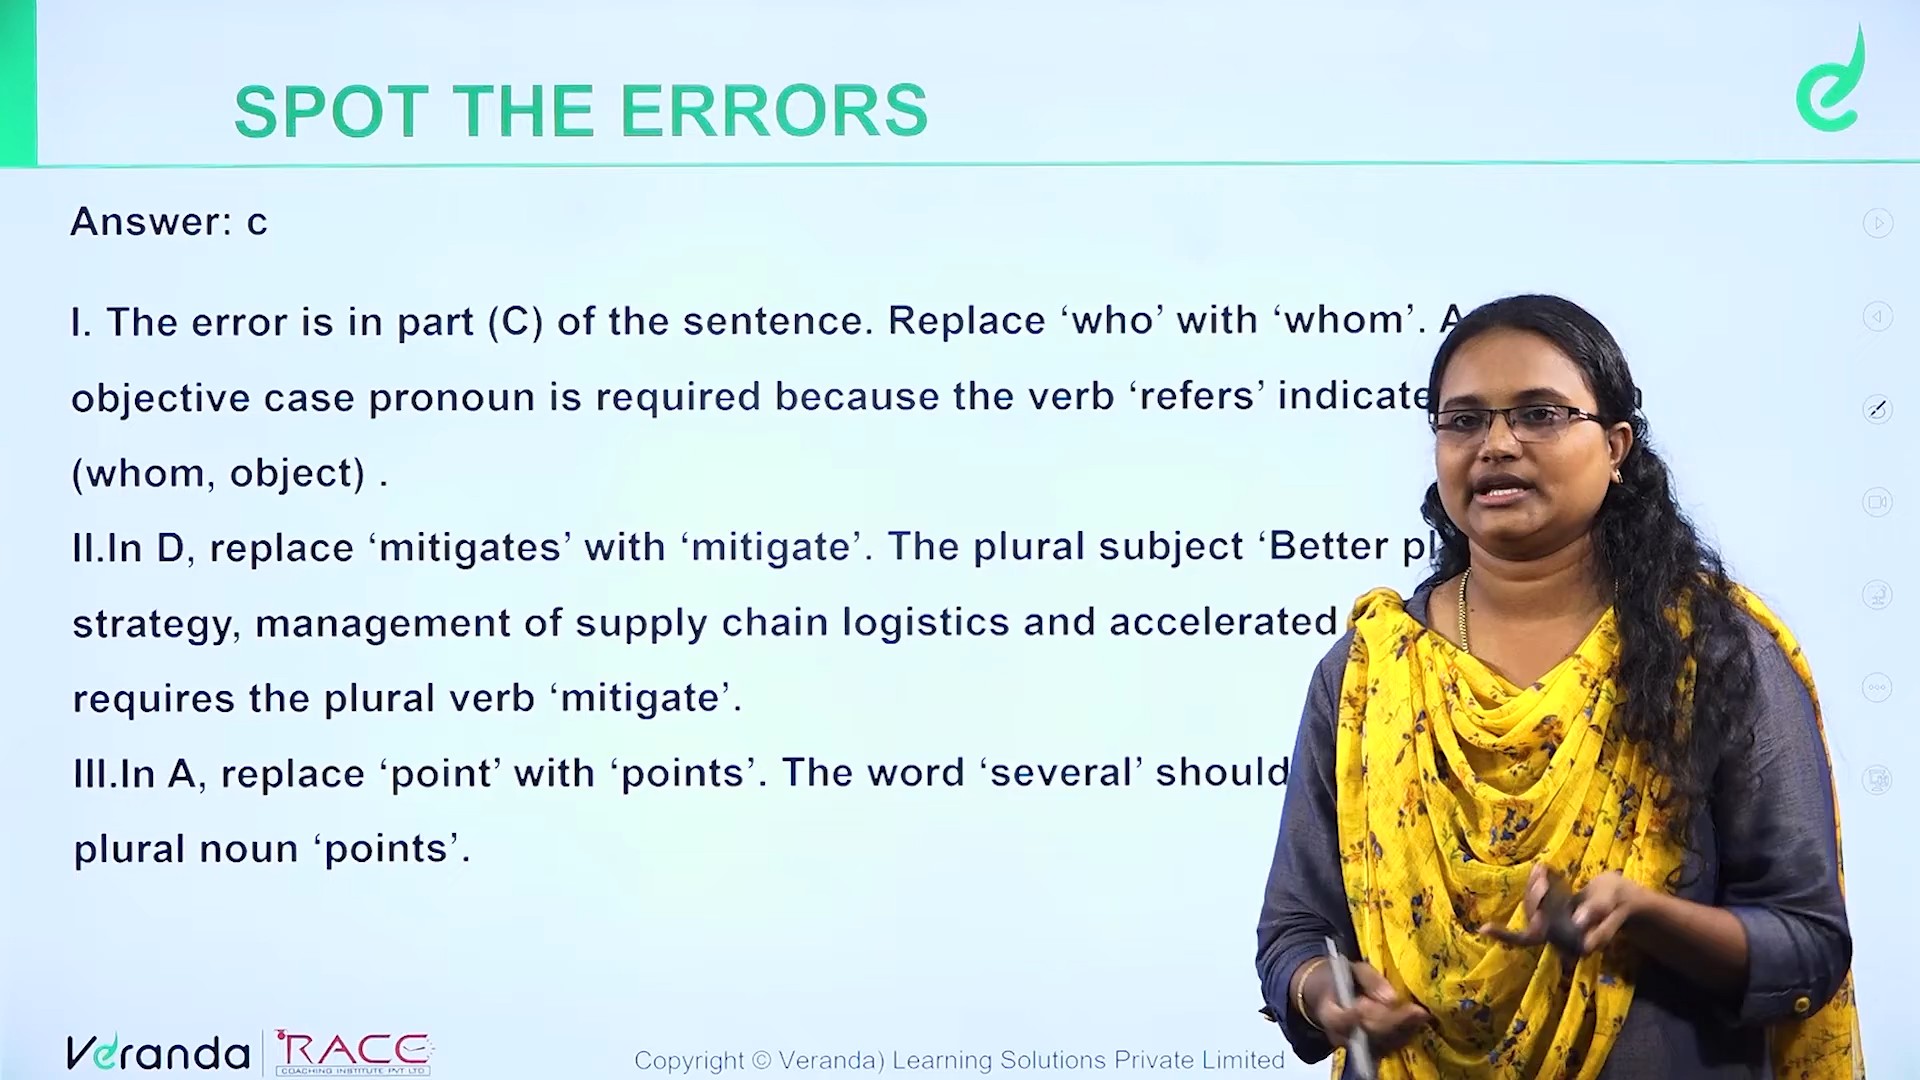 SPOT THE ERRORS
Answer: c
I. The error is in part (C) of the sentence. Replace ‘who’ with ‘whom’.
objective case pronoun is required because the verb ‘refers’
(whom, object) .
II.In D, replace ‘mitigates’ with ‘mitigate’. The plural subject ‘Better
strategy, management of supply chain logistics and accelerated
requires the plural verb ‘mitigate’.
III.In A, replace ‘point’ with ‘points’. The word ‘several’ should
plural noun ‘points’.
Veranda RACE
COACHING INSTITUTE PVT LTD
Copyright © Veranda) Learning Solutions Private Limited